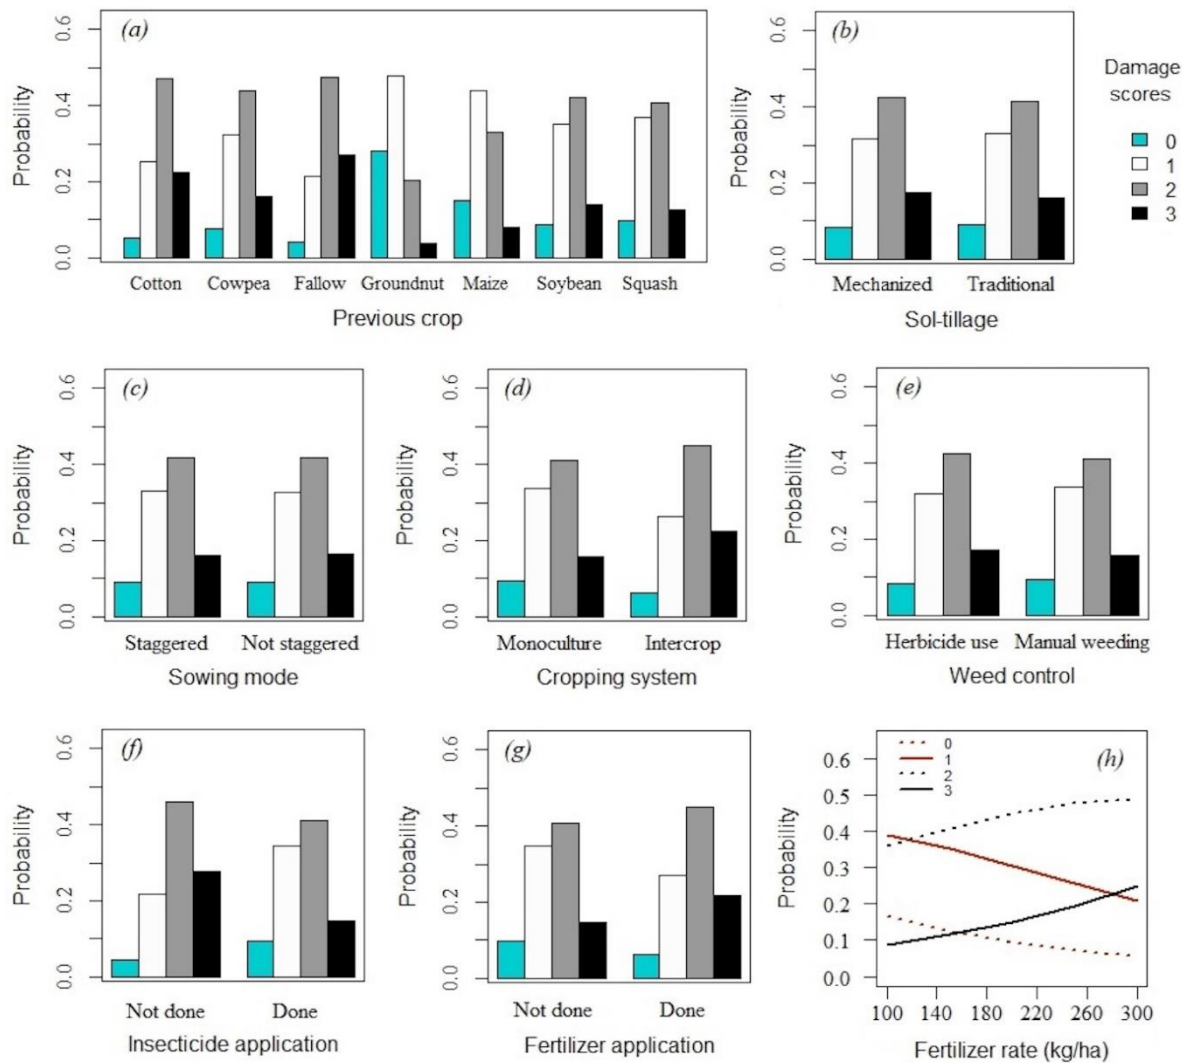 (a)
Probability
0.0 0.2 0.4 0.6
Cotton Cowpea Fallow Groundnut Maize Soybean Squash
Previous crop
(b)
Probability
0.0 0.2 0.4 0.6
Mechanized Traditional
Sol-tillage
Damage
scores
0
1
2
3
(c)
Probability
0.0 0.2 0.4 0.6
Staggered Not staggered
Sowing mode
(d)
Probability
0.0 0.2 0.4 0.6
Monoculture Intercrop
Cropping system
(e)
Probability
0.0 0.2 0.4 0.6
Herbicide use Manual weeding
Weed control
(f)
Probability
0.0 0.2 0.4 0.6
Not done Done
Insecticide application
(g)
Probability
0.0 0.2 0.4 0.6
Not done Done
Fertilizer application
(h)
0
1
2
3
Probability
0.6
0.5
0.4
0.3
0.2
0.1
0.0
100 140 180 220 260 300
Fertilizer rate (kg/ha)